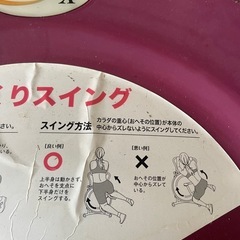 くりスイング
ださい。
スイング方法
カラダの重心(おへその位置)が本体の
中心からズレないようにスイングしてください。
[良い例]
上半身は動かさず、
おへそを支点に
下半身だけを
スイングする。
[悪い例]
おへその位置が
中心からズレて
いる。